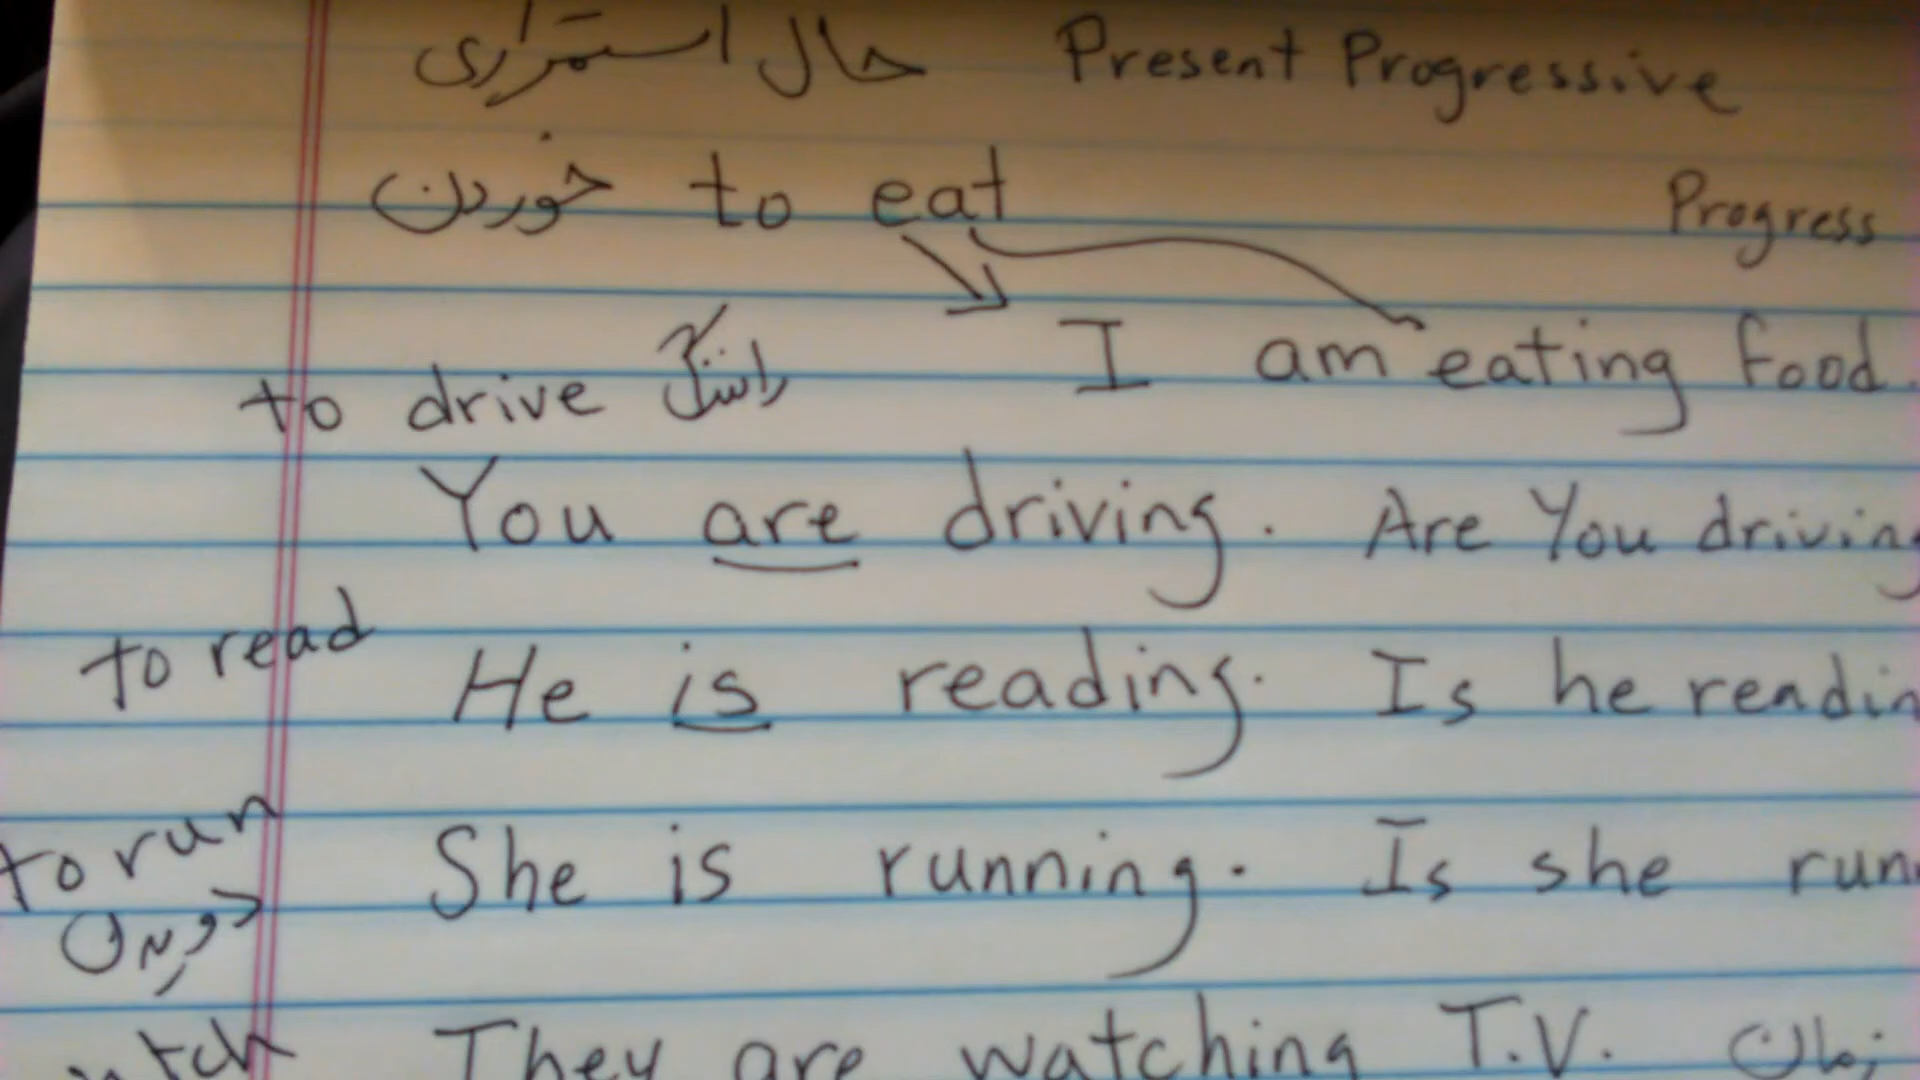 حال استمراری Present Progressive
خوردن to eat Progress
to drive I am eating food.
You are driving. Are You driving
to read He is reading. Is he readin
to run She is running. Is she run
دویدن
They are watching T.V. زمان